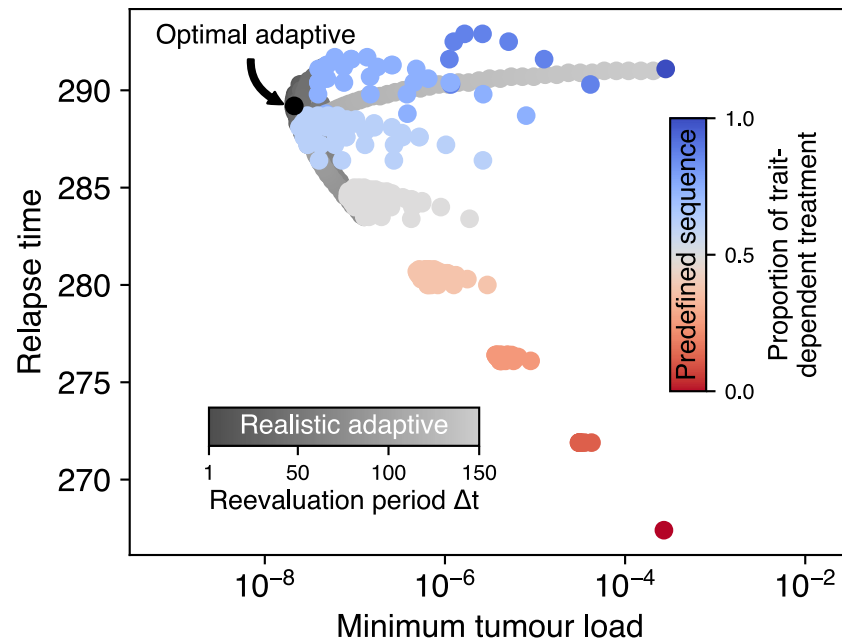 Optimal adaptive
290
285
280
275
270
Relapse time
10⁻⁸
10⁻⁶
10⁻⁴
10⁻²
Minimum tumour load
Realistic adaptive
1
50
100
150
Reevaluation period Δt
Predefined sequence
1.0
0.5
0.0
Proportion of trait-
dependent treatment